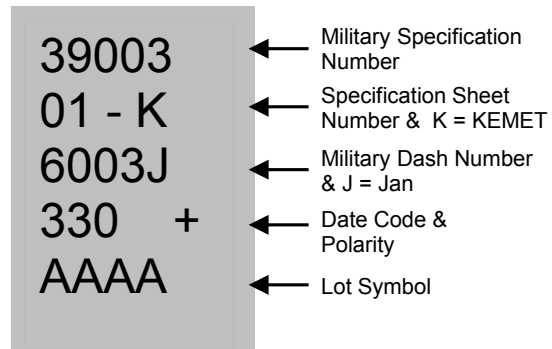 39003
01 - K
6003J
330 +
AAAA
Military Specification
Number
Specification Sheet
Number & K = KEMET
Military Dash Number
& J = Jan
Date Code &
Polarity
Lot Symbol